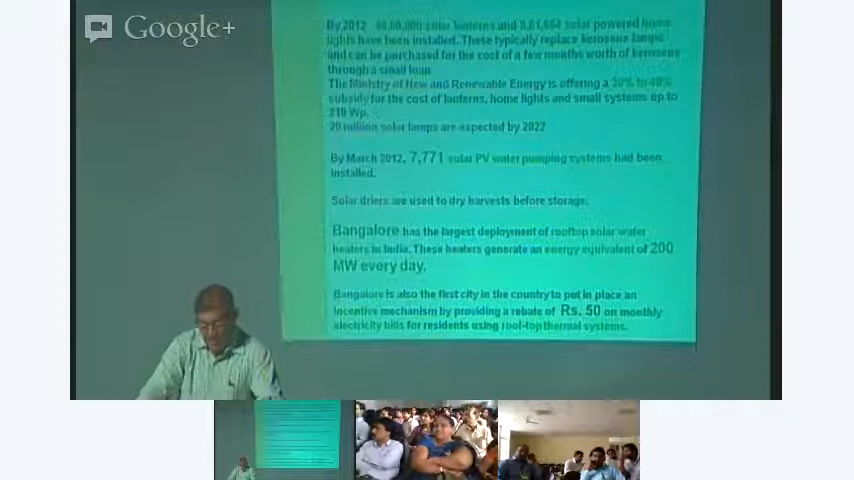 Google+
By 2012 solar lanterns and solar powered home
lights have been installed. These typically replace kerosene lamps
and can be purchased for the cost of a few months worth of kerosene
through a small loan
The Ministry of New and Renewable Energy is offering a 30% to 40%
subsidy for the cost of lanterns, home lights and small systems up to
210 Wp.
20 million solar lamps are expected by 2022
By March 2012, 7,771 solar PV water pumping systems had been
installed.
Solar driers are used to dry harvests before storage.
Bangalore has the largest deployment of rooftop solar water
heaters in India. These heaters generate an energy equivalent of 200
MW every day.
Bangalore is also the first city in the country to put in place an
incentive mechanism by providing a rebate of Rs. 50 on monthly
electricity bills for residents using roof-top thermal systems.